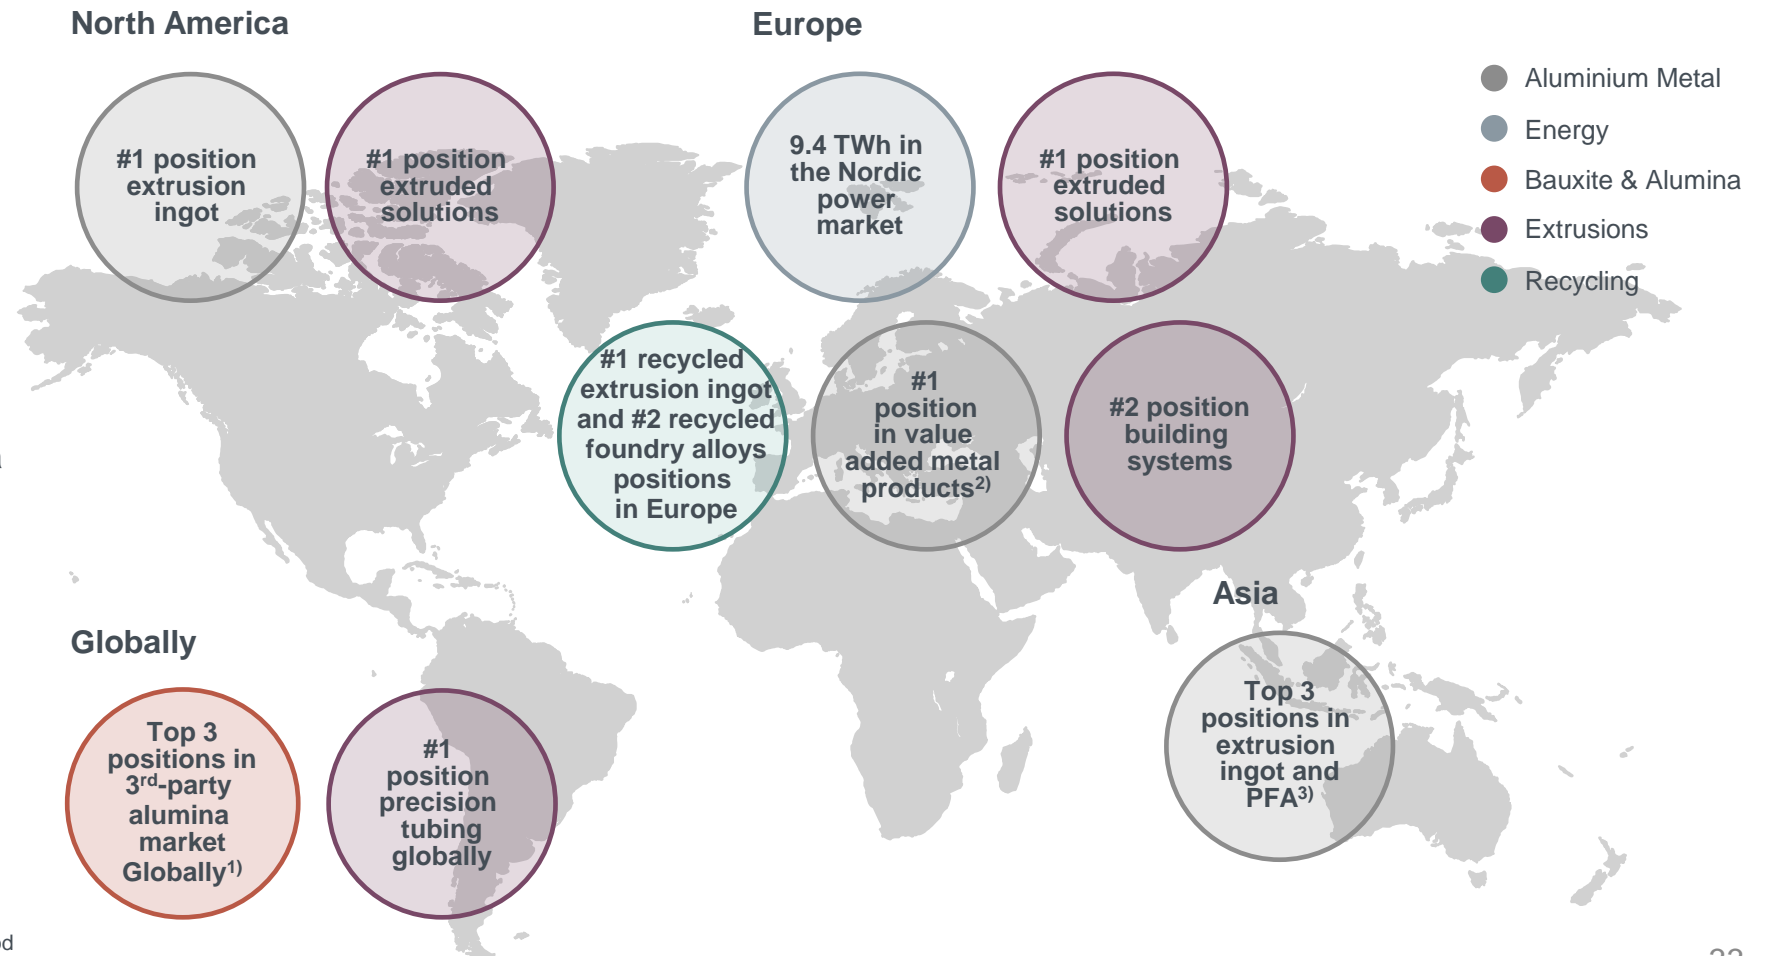 North America
Europe
#1 position
extrusion
ingot
#1 position
extruded
solutions
9.4 TWh in
the Nordic
power
market
#1 position
extruded
solutions
Aluminium Metal
Energy
Bauxite & Alumina
Extrusions
Recycling
#1 recycled
extrusion ingot
and #2 recycled
foundry alloys
positions
in Europe
#1
position
in value
added metal
products2)
#2 position
building
systems
Asia
Top 3
positions in
extrusion
ingot and
PFA3)
Globally
Top 3
positions in
3rd-party
alumina
market
Globally1)
#1
position
precision
tubing
globally